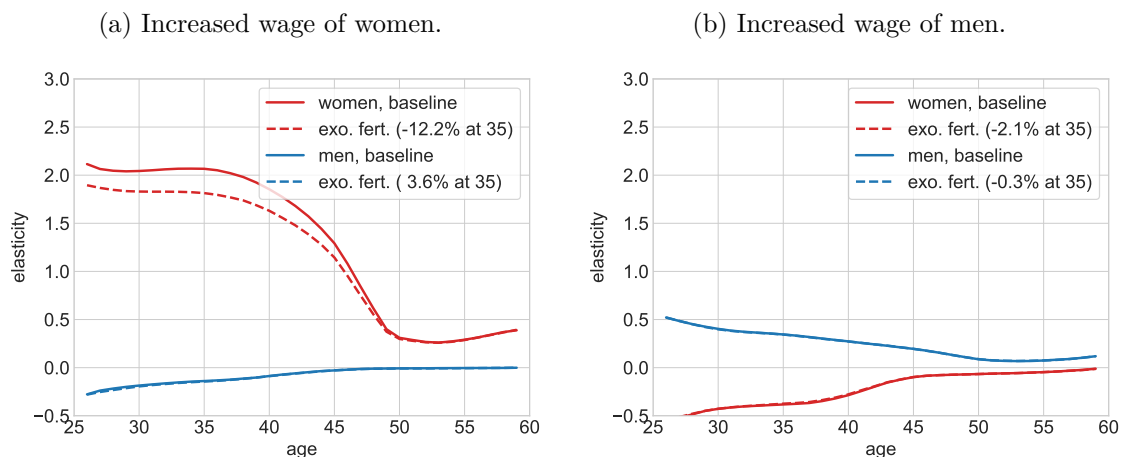 (a) Increased wage of women.
3.0
2.5
2.0
1.5
1.0
0.5
0.0
−0.5
elasticity
women, baseline
exo. fert. (-12.2% at 35)
men, baseline
exo. fert. ( 3.6% at 35)
25 30 35 40 45 50 55 60
age
(b) Increased wage of men.
3.0
2.5
2.0
1.5
1.0
0.5
0.0
−0.5
elasticity
women, baseline
exo. fert. (-2.1% at 35)
men, baseline
exo. fert. (-0.3% at 35)
25 30 35 40 45 50 55 60
age